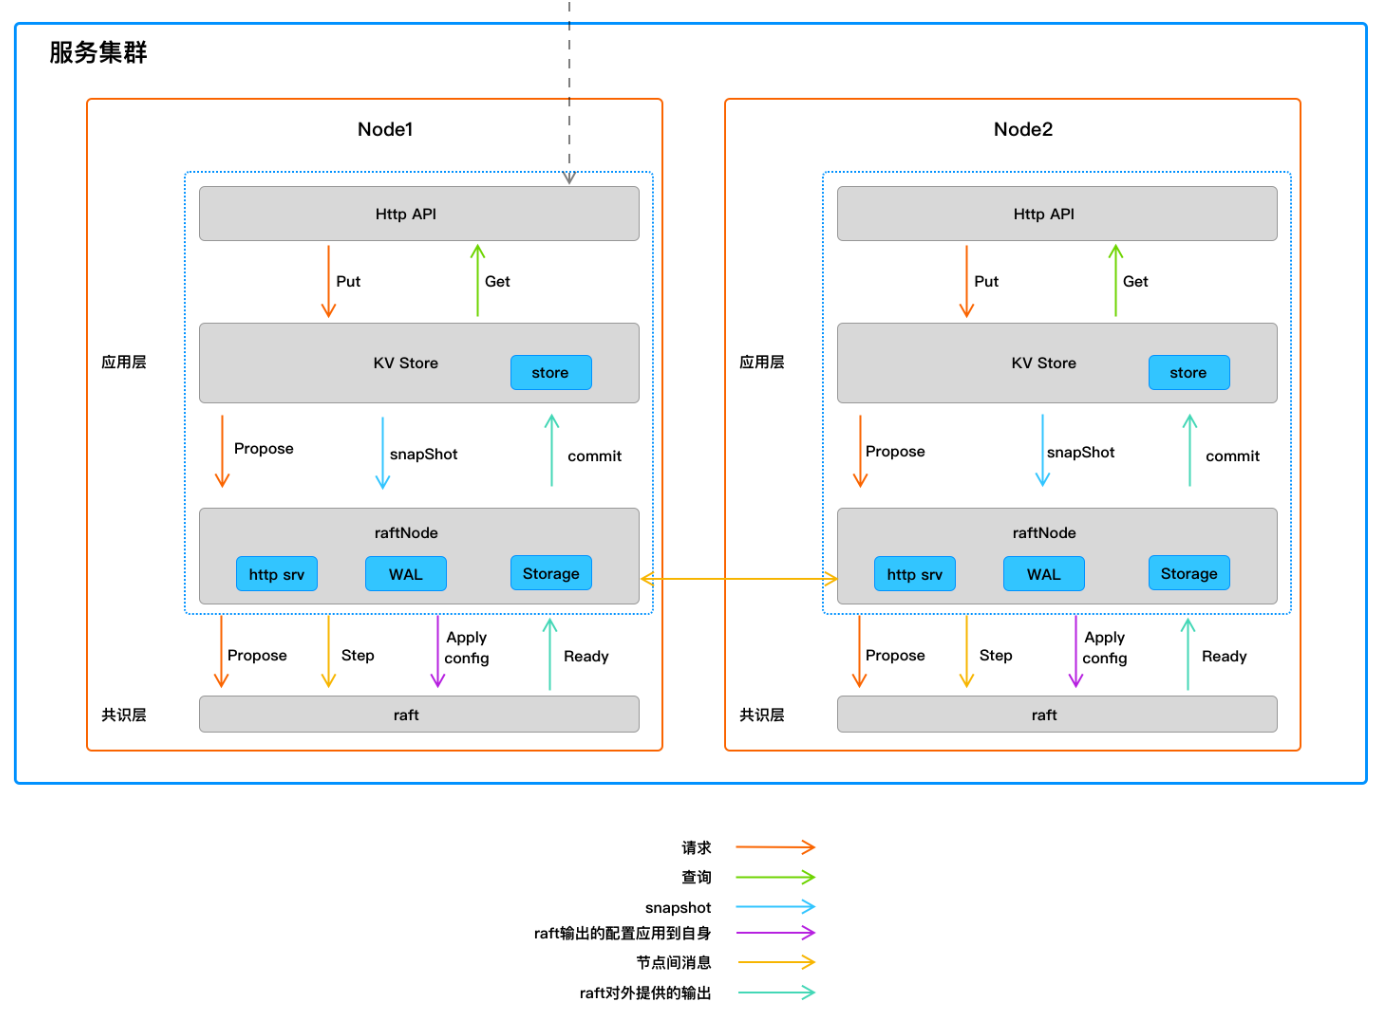 服务集群
Node1
Http API
Put
Get
应用层
KV Store
store
Propose
snapShot
commit
raftNode
http srv
WAL
Storage
Propose
Step
Apply
config
Ready
共识层
raft
Node2
Http API
Put
Get
应用层
KV Store
store
Propose
snapShot
commit
raftNode
http srv
WAL
Storage
Propose
Step
Apply
config
Ready
共识层
raft
请求
查询
snapshot
raft输出的配置应用到自身
节点间消息
raft对外提供的输出